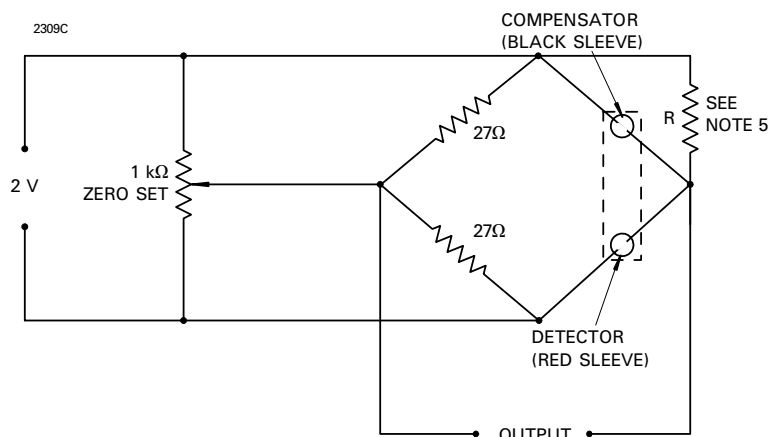 2309C
COMPENSATOR
(BLACK SLEEVE)
R
SEE
NOTE 5
27Ω
2 V
1 kΩ
ZERO SET
27Ω
DETECTOR
(RED SLEEVE)
OUTPUT